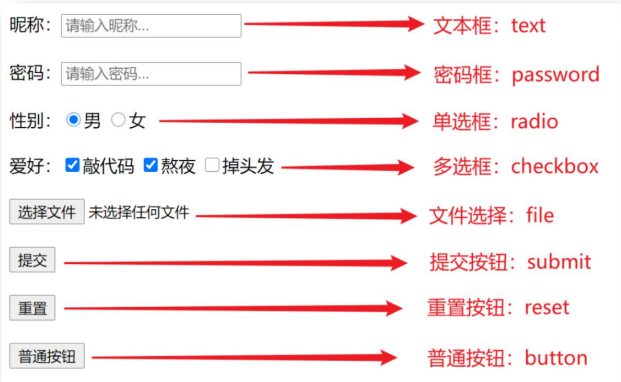 昵称：请输入昵称... 文本框：text
密码：请输入密码... 密码框：password
性别：男 女 单选框：radio
爱好：敲代码 熬夜 掉头发 多选框：checkbox
选择文件 未选择任何文件 文件选择：file
提交 提交按钮：submit
重置 重置按钮：reset
普通按钮 普通按钮：button